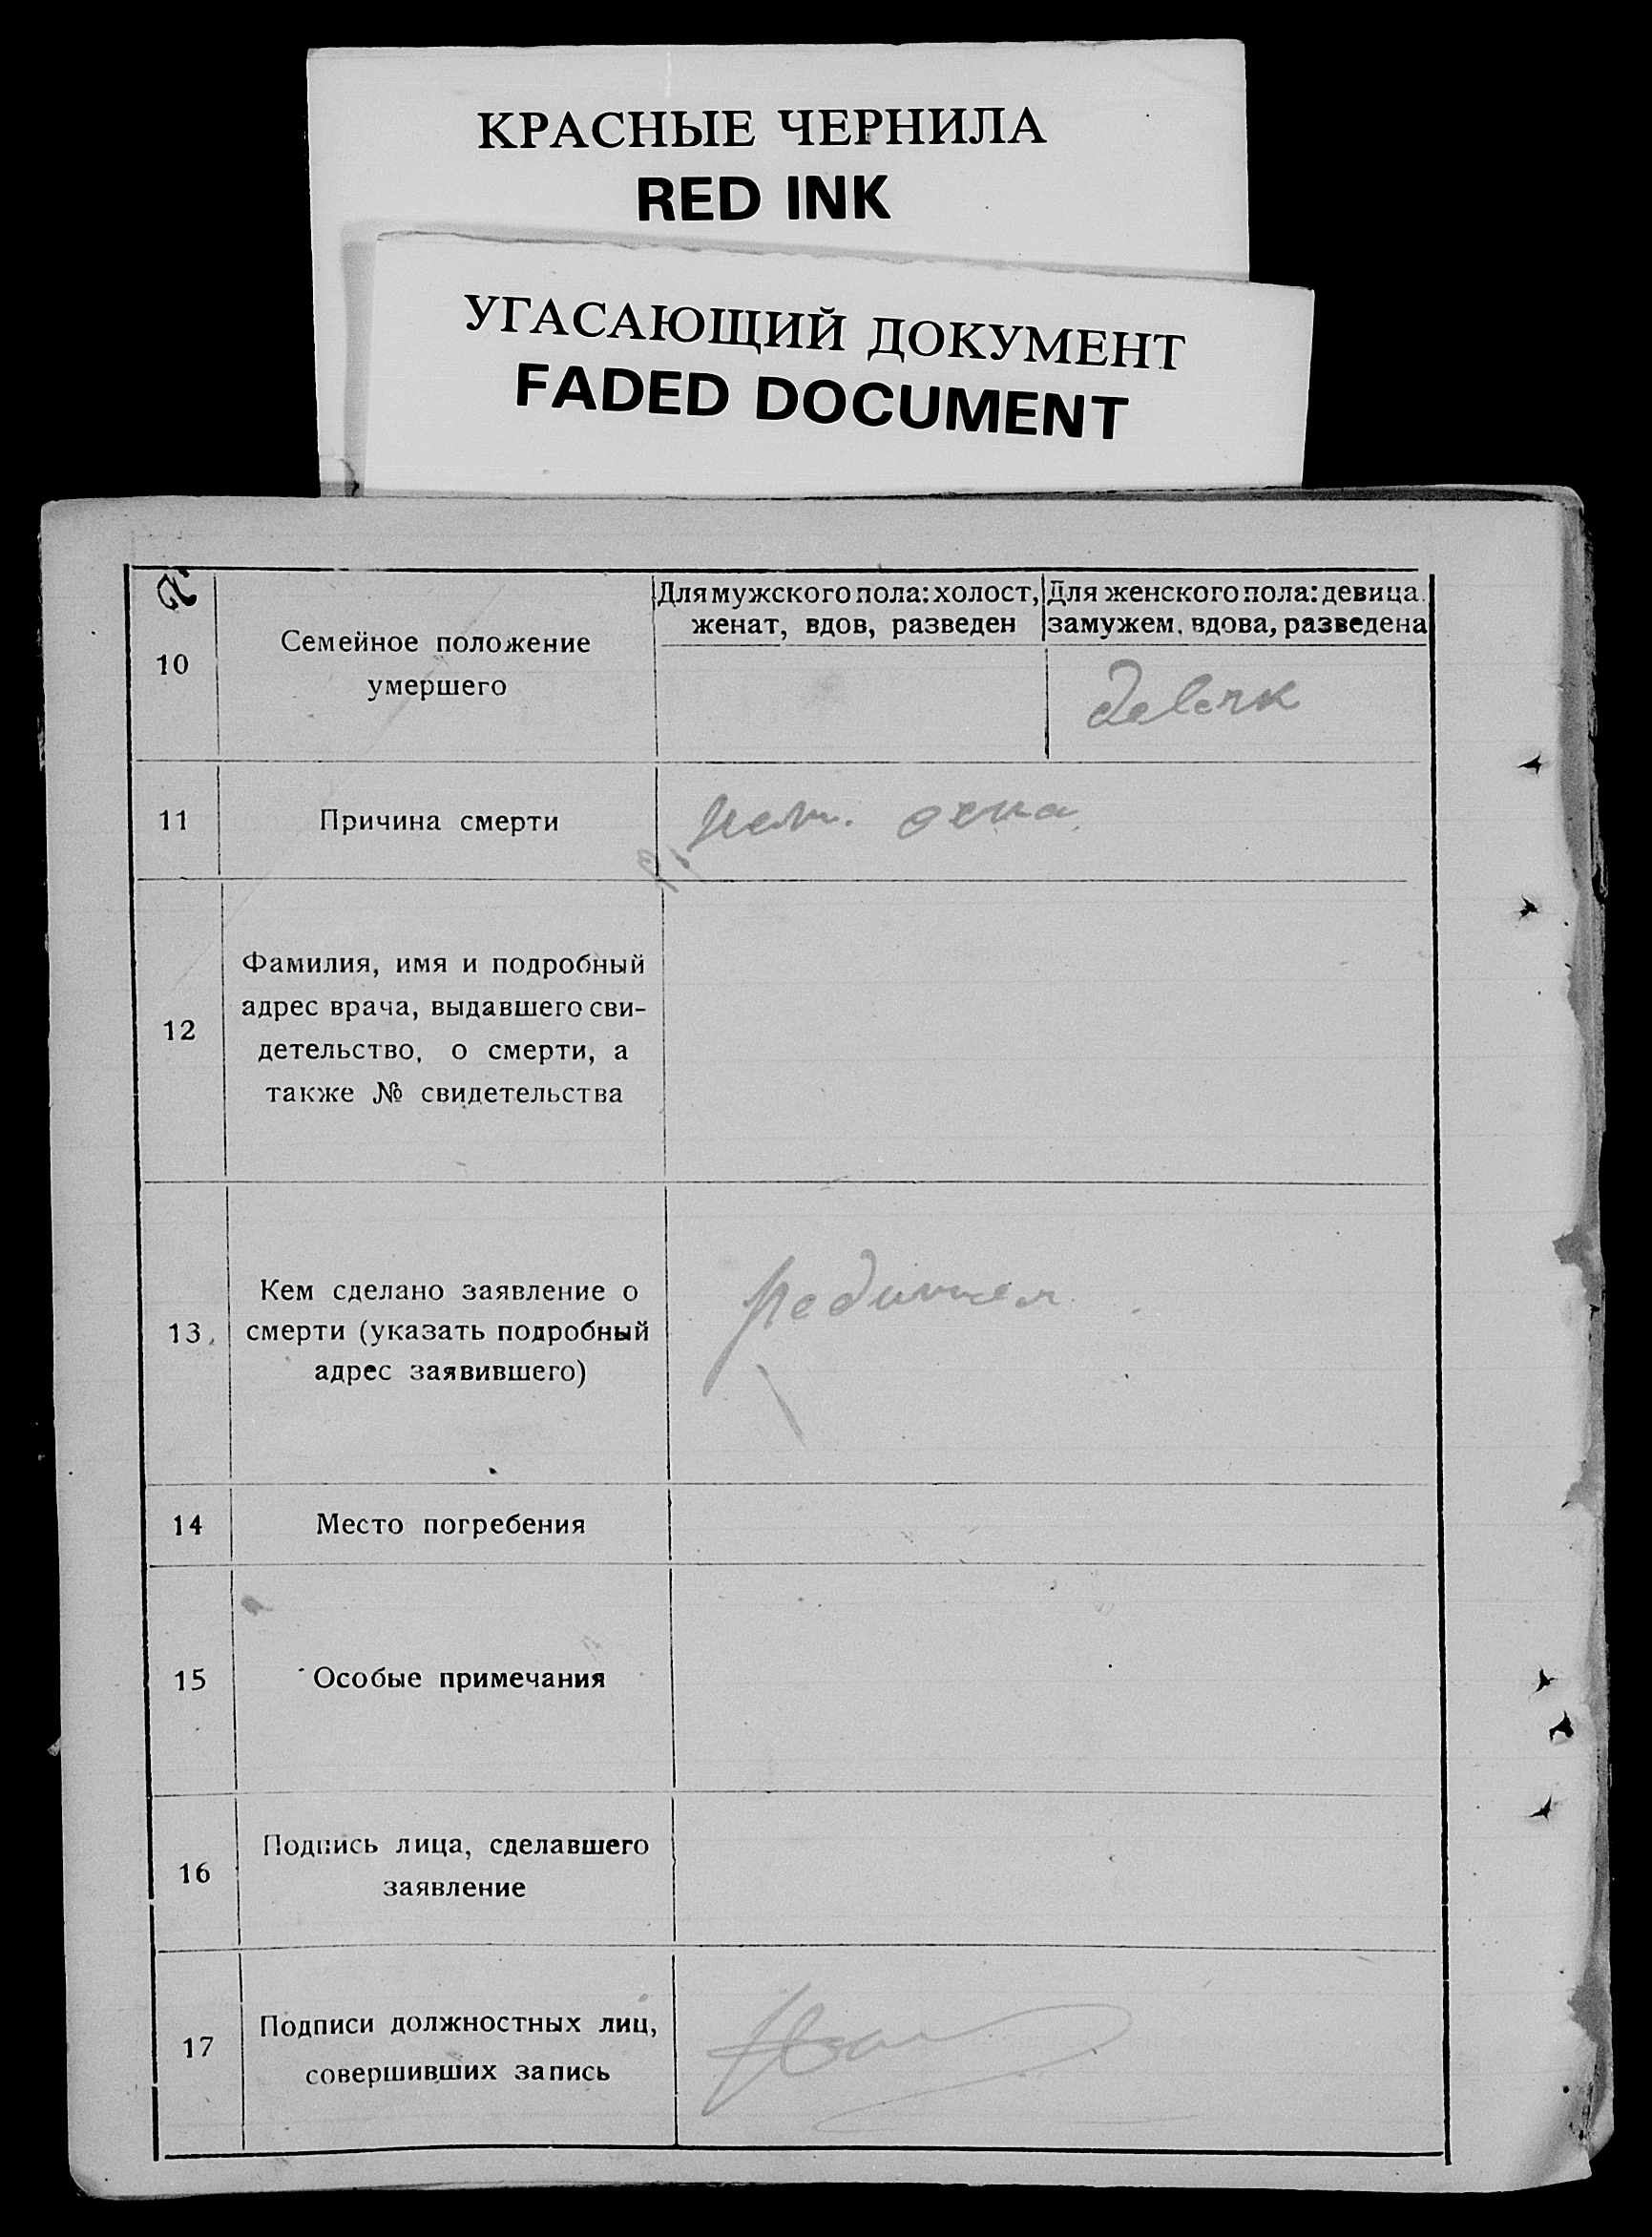 КРАСНЫЕ ЧЕРНИЛА
RED INK
УГАСАЮЩИЙ ДОКУМЕНТ
FADED DOCUMENT
10
Семейное положение
умершего
Для мужского пола: холост,
женат, вдов, разведен
Для женского пола: девица.
замужем, вдова, разведена
11
Причина смерти
оспа
12
Фамилия, имя и подробный
адрес врача, выдавшего сви-
детельство, о смерти, а
также № свидетельства
13.
Кем сделано заявление о
смерти (указать подробный
адрес заявившего)
14
Место погребения
15
Особые примечания
16
Подпись лица, сделавшего
заявление
17
Подписи должностных лиц,
совершивших запись